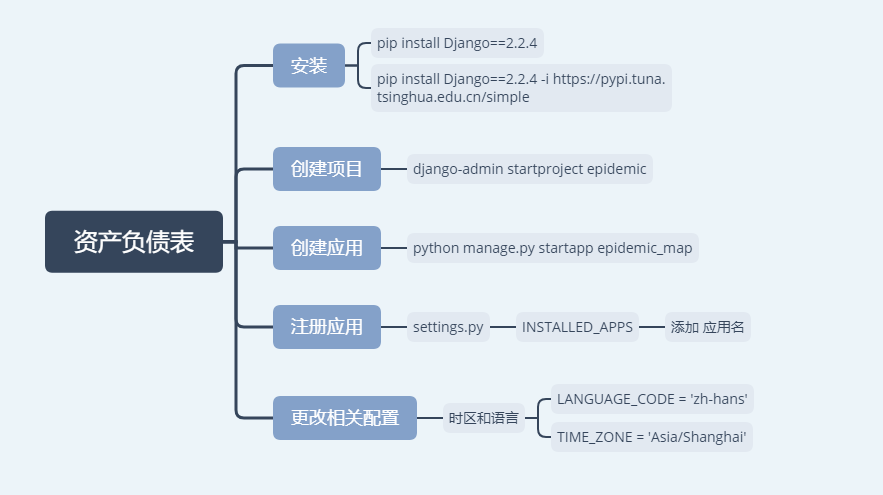 资产负债表
安装
pip install Django==2.2.4
pip install Django==2.2.4 -i https://pypi.tuna.
tsinghua.edu.cn/simple
创建项目
django-admin startproject epidemic
创建应用
python manage.py startapp epidemic_map
注册应用
settings.py
INSTALLED_APPS
添加 应用名
更改相关配置
时区和语言
LANGUAGE_CODE = 'zh-hans'
TIME_ZONE = 'Asia/Shanghai'